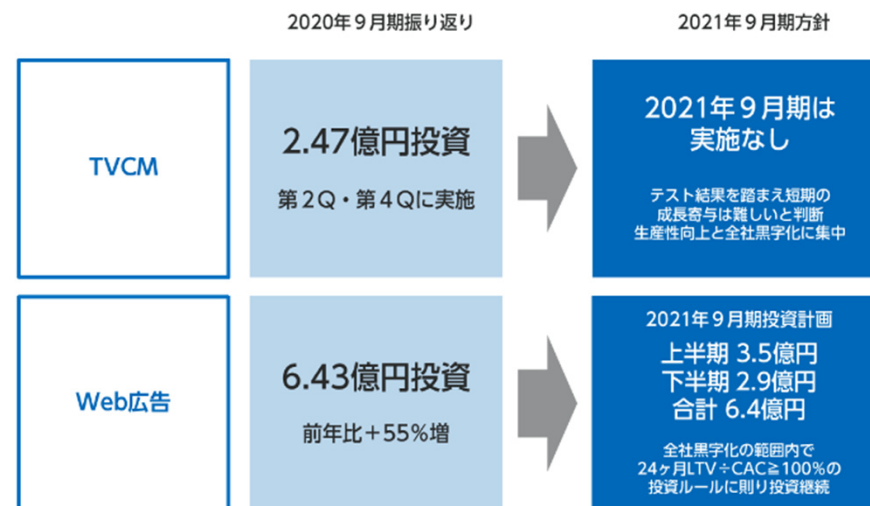 2020年9月期振り返り
2021年9月期方針
TVCM
2.47億円投資
第2Q・第4Qに実施
2021年9月期は
実施なし
テスト結果を踏まえ短期の
成長寄与は難しいと判断
生産性向上と全社黒字化に集中
Web広告
6.43億円投資
前年比＋55%増
2021年9月期投資計画
上半期 3.5億円
下半期 2.9億円
合計 6.4億円
全社黒字化の範囲内で
24ヶ月LTV÷CAC≧100%の
投資ルールに則り投資継続